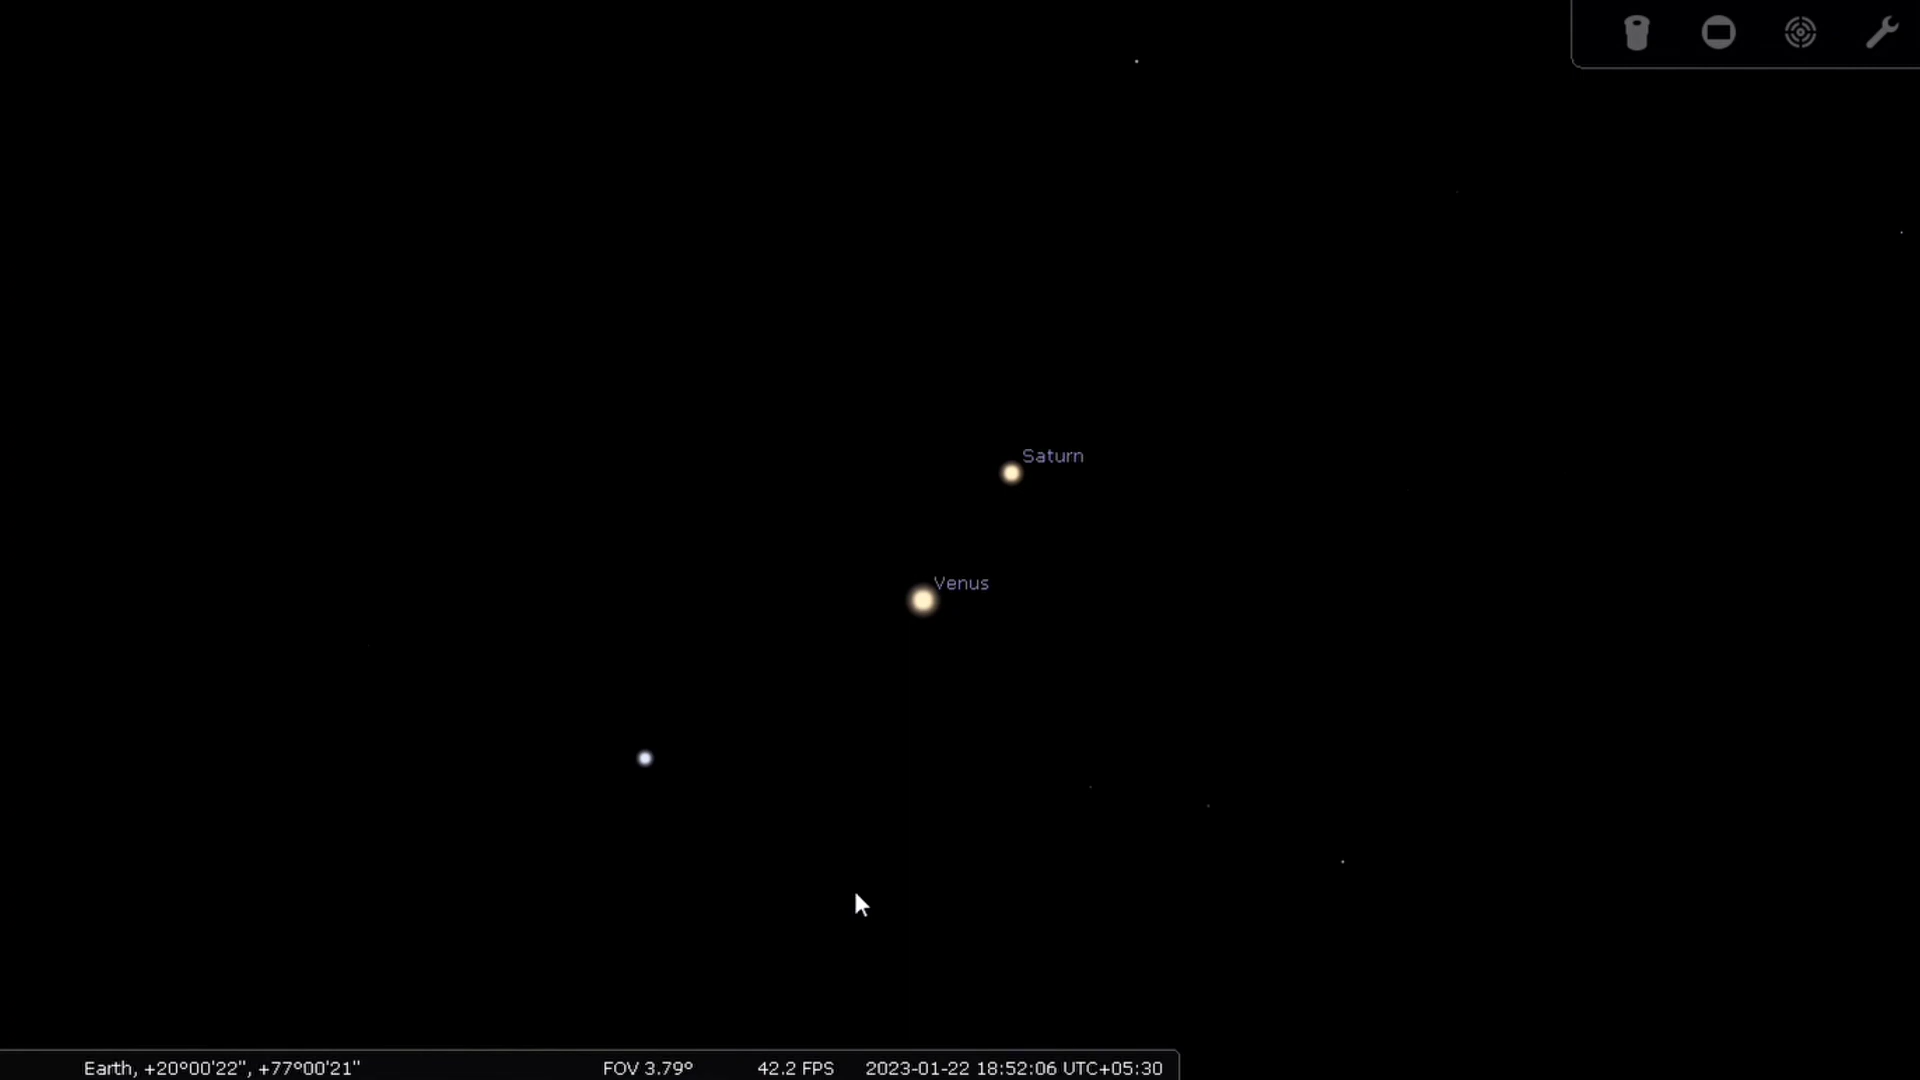 Saturn
Venus
Earth, +20°00'22", +77°00'21" FOV 3.79° 42.2 FPS 2023-01-22 18:52:06 UTC+05:30